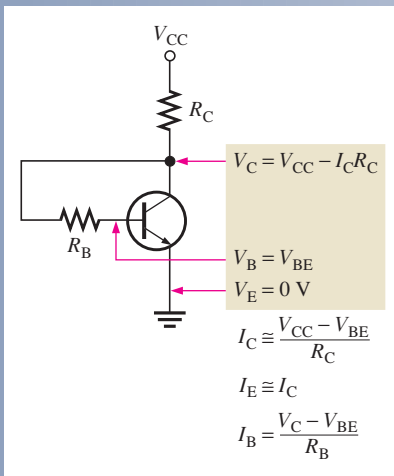 V_CC
R_C
V_C = V_CC − I_C R_C
R_B
V_B = V_BE
V_E = 0 V
I_C ≅ (V_CC − V_BE) / R_C
I_E ≅ I_C
I_B = (V_C − V_BE) / R_B